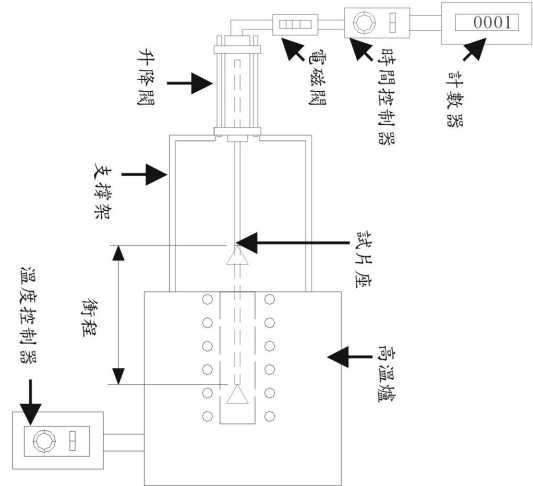 0001
升降閥
電磁閥
時間控制器
計數器
支撐架
試片座
衝程
溫度控制器
高溫爐